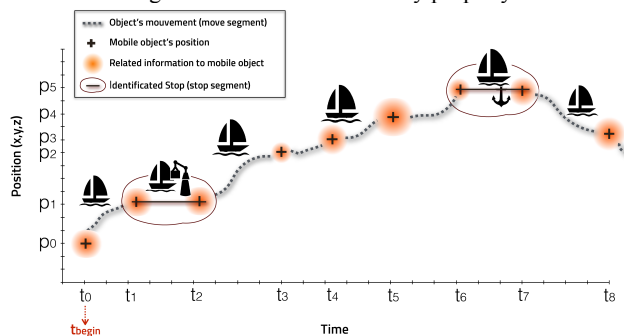 Object's mouvement (move segment)
Mobile object's position
Related information to mobile object
Identificated Stop (stop segment)
Position (x,y,z)
p5
p4
p3
p2
p1
p0
t0 t1 t2 t3 t4 t5 t6 t7 t8
tbegin
Time